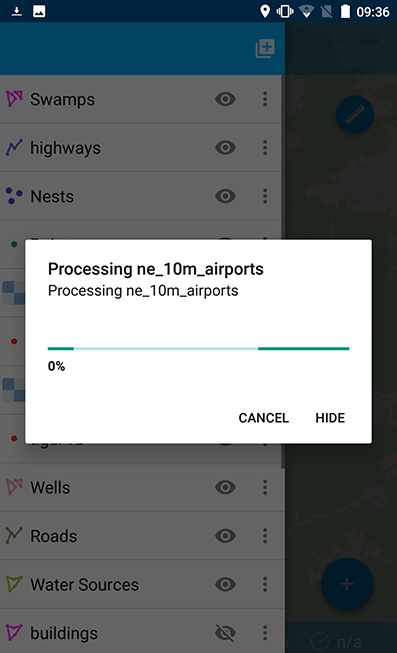 09:36
Swamps
highways
Nests
Processing ne_10m_airports
Processing ne_10m_airports
0%
CANCEL HIDE
Wells
Roads
Water Sources
buildings
n/a